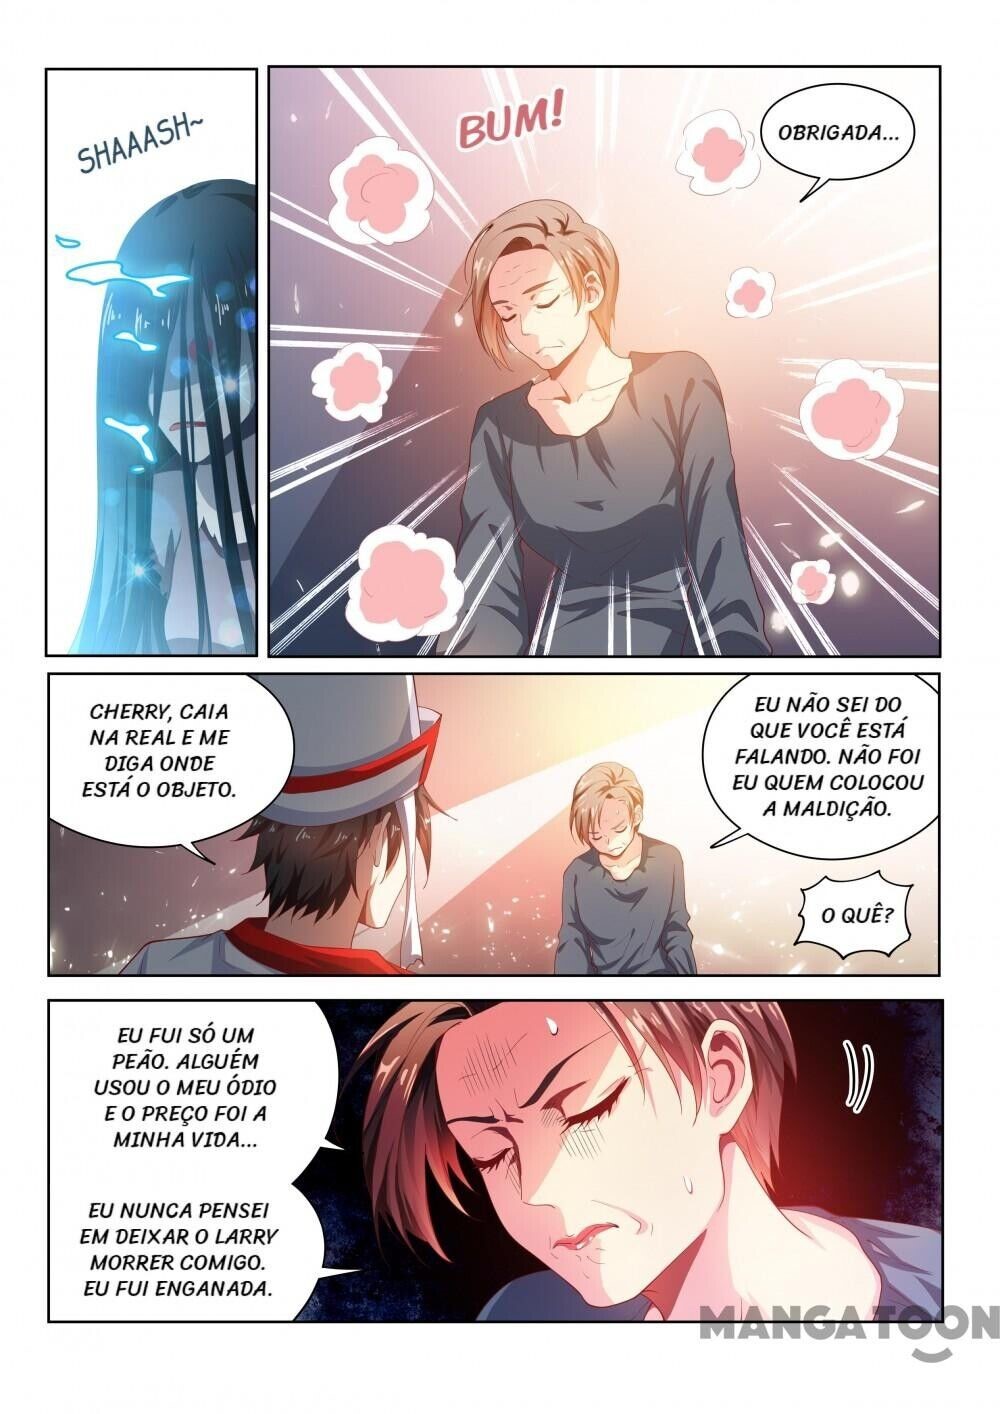 SHAAASH~
BUM!
OBRIGADA...
CHERRY, CAIA
NA REAL E ME
DIGA ONDE
ESTÁ O OBJETO.
EU NÃO SEI DO
QUE VOCÊ ESTÁ
FALANDO. NÃO FOI
EU QUEM COLOCOU
A MALDIÇÃO.
O QUÊ?
EU FUI SÓ UM
PEÃO. ALGUÉM
USOU O MEU ÓDIO
E O PREÇO FOI A
MINHA VIDA...
EU NUNCA PENSEI
EM DEIXAR O LARRY
MORRER COMIGO.
EU FUI ENGANADA.
MANGATOON